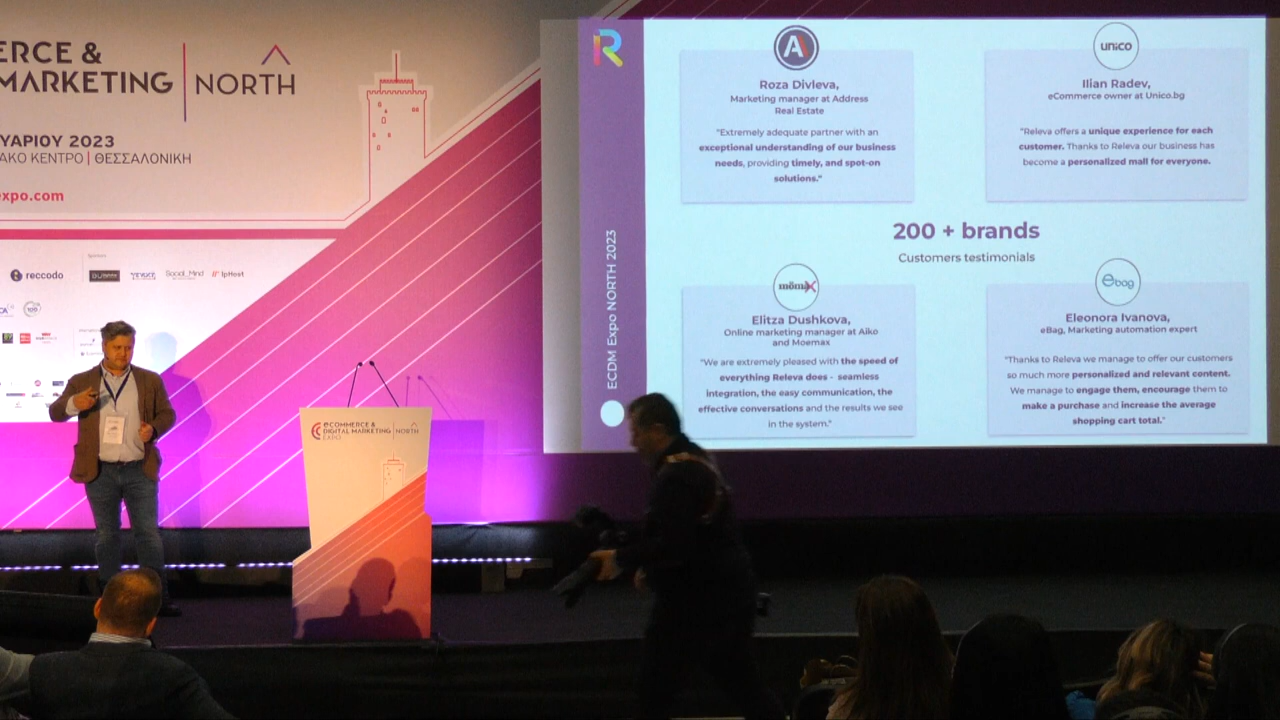 ERCE &
MARKETING | NORTH
ΥΑΡΙΟΥ 2023
ΑΚΟ ΚΕΝΤΡΟ | ΘΕΣΣΑΛΟΝΙΚΗ
xpo.com
reccodo
Social_Mind
IpHost
eCOMMERCE &
DIGITAL MARKETING | NORTH
EXPO
R
ECDM Expo NORTH 2023
A
Roza Divleva,
Marketing manager at Address
Real Estate
"Extremely adequate partner with an
exceptional understanding of our business
needs, providing timely, and spot-on
solutions."
unico
Ilian Radev,
eCommerce owner at Unico.bg
"Releva offers a unique experience for each
customer. Thanks to Releva our business has
become a personalized mall for everyone.
200 + brands
Customers testimonials
mömax
Elitza Dushkova,
Online marketing manager at Aiko
and Moemax
"We are extremely pleased with the speed of
everything Releva does - seamless
integration, the easy communication, the
effective conversations and the results we see
in the system."
ebag
Eleonora Ivanova,
eBag, Marketing automation expert
"Thanks to Releva we manage to offer our customers
so much more personalized and relevant content.
We manage to engage them, encourage them to
make a purchase and increase the average
shopping cart total."